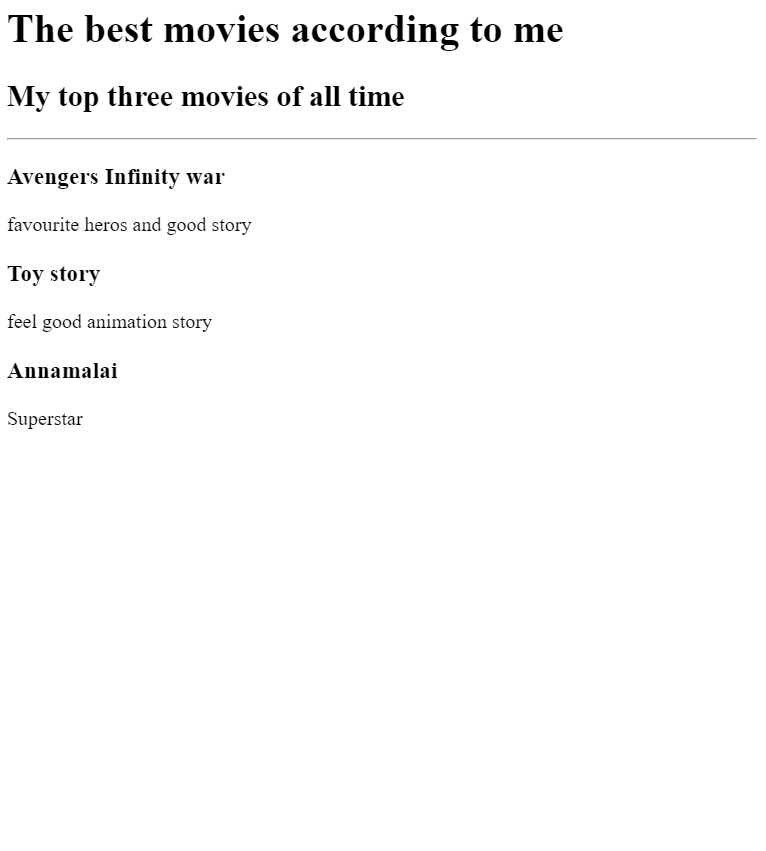 The best movies according to me
My top three movies of all time
Avengers Infinity war
favourite heros and good story
Toy story
feel good animation story
Annamalai
Superstar